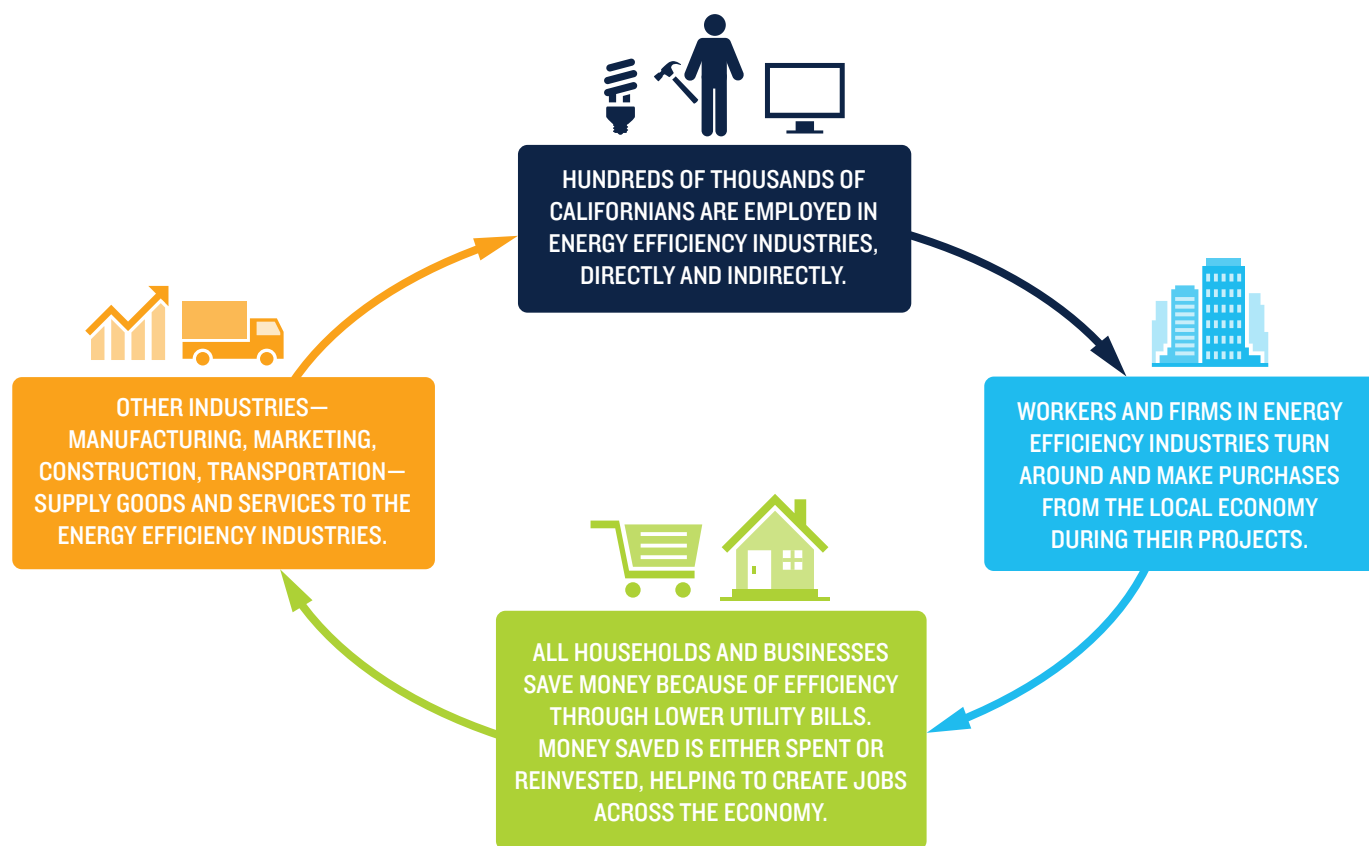 HUNDREDS OF THOUSANDS OF
CALIFORNIANS ARE EMPLOYED IN
ENERGY EFFICIENCY INDUSTRIES,
DIRECTLY AND INDIRECTLY.
WORKERS AND FIRMS IN ENERGY
EFFICIENCY INDUSTRIES TURN
AROUND AND MAKE PURCHASES
FROM THE LOCAL ECONOMY
DURING THEIR PROJECTS.
ALL HOUSEHOLDS AND BUSINESSES
SAVE MONEY BECAUSE OF EFFICIENCY
THROUGH LOWER UTILITY BILLS.
MONEY SAVED IS EITHER SPENT OR
REINVESTED, HELPING TO CREATE JOBS
ACROSS THE ECONOMY.
OTHER INDUSTRIES—
MANUFACTURING, MARKETING,
CONSTRUCTION, TRANSPORTATION—
SUPPLY GOODS AND SERVICES TO THE
ENERGY EFFICIENCY INDUSTRIES.